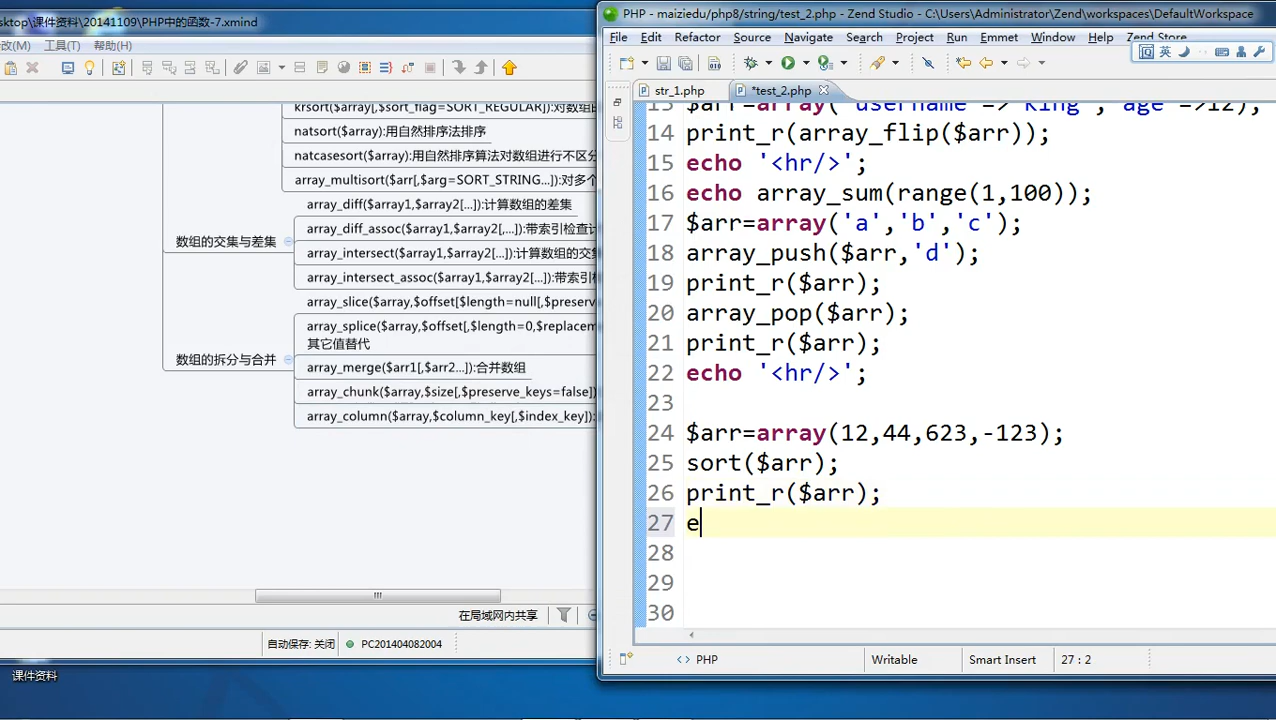 sktop\课件资料\20141109\PHP中的函数-7.xmind
改(M) 工具(T) 帮助(H)
krsort($array[,$sort_flag=SORT_REGULAR]):对数组的
natsort($array):用自然排序法排序
natcasesort($array):用自然排序算法对数组进行不区分
array_multisort($arr[,$arg=SORT_STRING...]):对多个
array_diff($array1,$array2[...]):计算数组的差集
array_diff_assoc($array1,$array2[,...]):带索引检查计
数组的交集与差集
array_intersect($array1,$array2[...]):计算数组的交集
array_intersect_assoc($array1,$array2[...]):带索引检
array_slice($array,$offset[$length=null[,$preserve
array_splice($array,$offset[,$length=0,$replacem
其它值替代
数组的拆分与合并
array_merge($arr1[,$arr2...]):合并数组
array_chunk($array,$size[,$preserve_keys=false])
array_column($array,$column_key[,$index_key]):
在局域网内共享
自动保存: 关闭 PC201404082004
课件资料
PHP - maiziedu/php8/string/test_2.php - Zend Studio - C:\Users\Administrator\Zend\workspaces\DefaultWorkspace
File Edit Refactor Source Navigate Search Project Run Emmet Window Help Zend Store
英
str_1.php *test_2.php
13 $arr=array('username'=>'king','age'=>12);
14 print_r(array_flip($arr));
15 echo '<hr/>';
16 echo array_sum(range(1,100));
17 $arr=array('a','b','c');
18 array_push($arr,'d');
19 print_r($arr);
20 array_pop($arr);
21 print_r($arr);
22 echo '<hr/>';
23
24 $arr=array(12,44,623,-123);
25 sort($arr);
26 print_r($arr);
27 e
28
29
30
<> PHP Writable Smart Insert 27 : 2